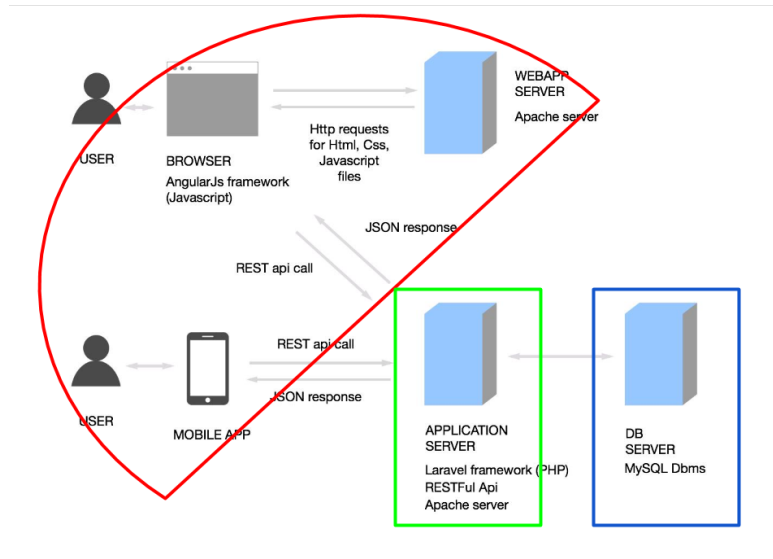 WEBAPP
SERVER
Apache server
Http requests
for Html, Css,
Javascript
files
USER
BROWSER
AngularJs framework
(Javascript)
JSON response
REST api call
REST api call
JSON response
USER
MOBILE APP
APPLICATION
SERVER
Laravel framework (PHP)
RESTFul Api
Apache server
DB
SERVER
MySQL Dbms